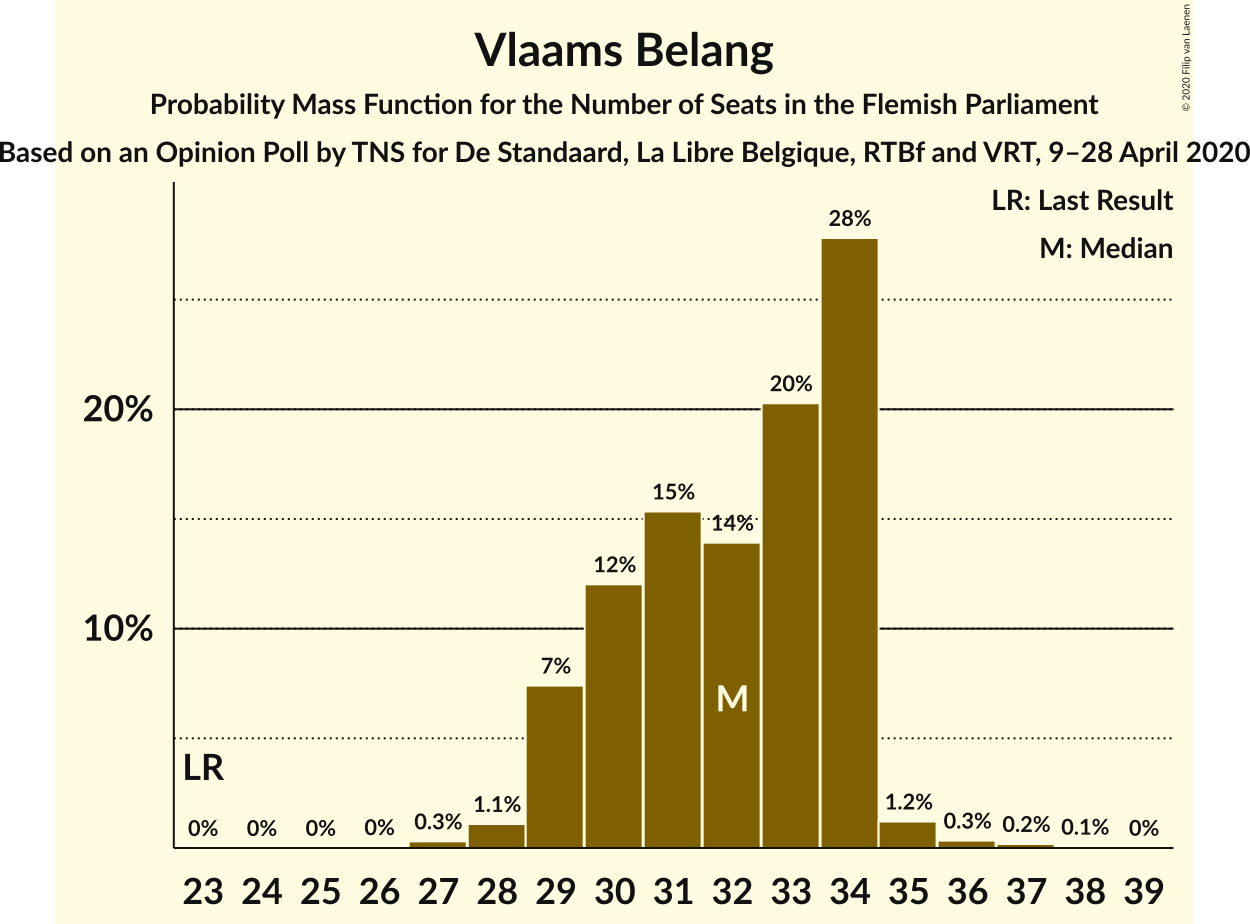 Vlaams Belang
Probability Mass Function for the Number of Seats in the Flemish Parliament
Based on an Opinion Poll by TNS for De Standaard, La Libre Belgique, RTBf and VRT, 9–28 April 2020
© 2020 Filip van Laenen
LR: Last Result
M: Median
28%
20%
20%
15%
14%
12%
10%
7%
M
LR
0% 0% 0% 0% 0.3% 1.1% 1.2% 0.3% 0.2% 0.1% 0%
23 24 25 26 27 28 29 30 31 32 33 34 35 36 37 38 39